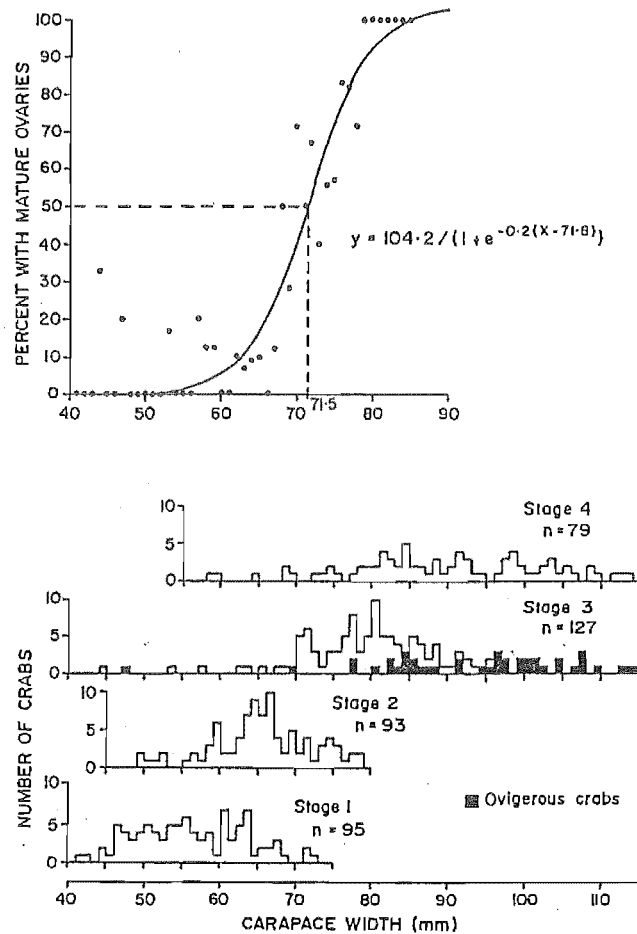 PERCENT WITH MATURE OVARIES
100
90
80
70
60
50
40
30
20
10
0
y = 104·2/(1 + e^-0·2(X-71·8))
40 50 60 70 71·5 80 90
NUMBER OF CRABS
10
5
0
Stage 4
n=79
10
5
0
Stage 3
n=127
10
5
0
Stage 2
n=93
10
5
0
Stage 1
n=95
Ovigerous crabs
40 50 60 70 80 90 100 110
CARAPACE WIDTH (mm)